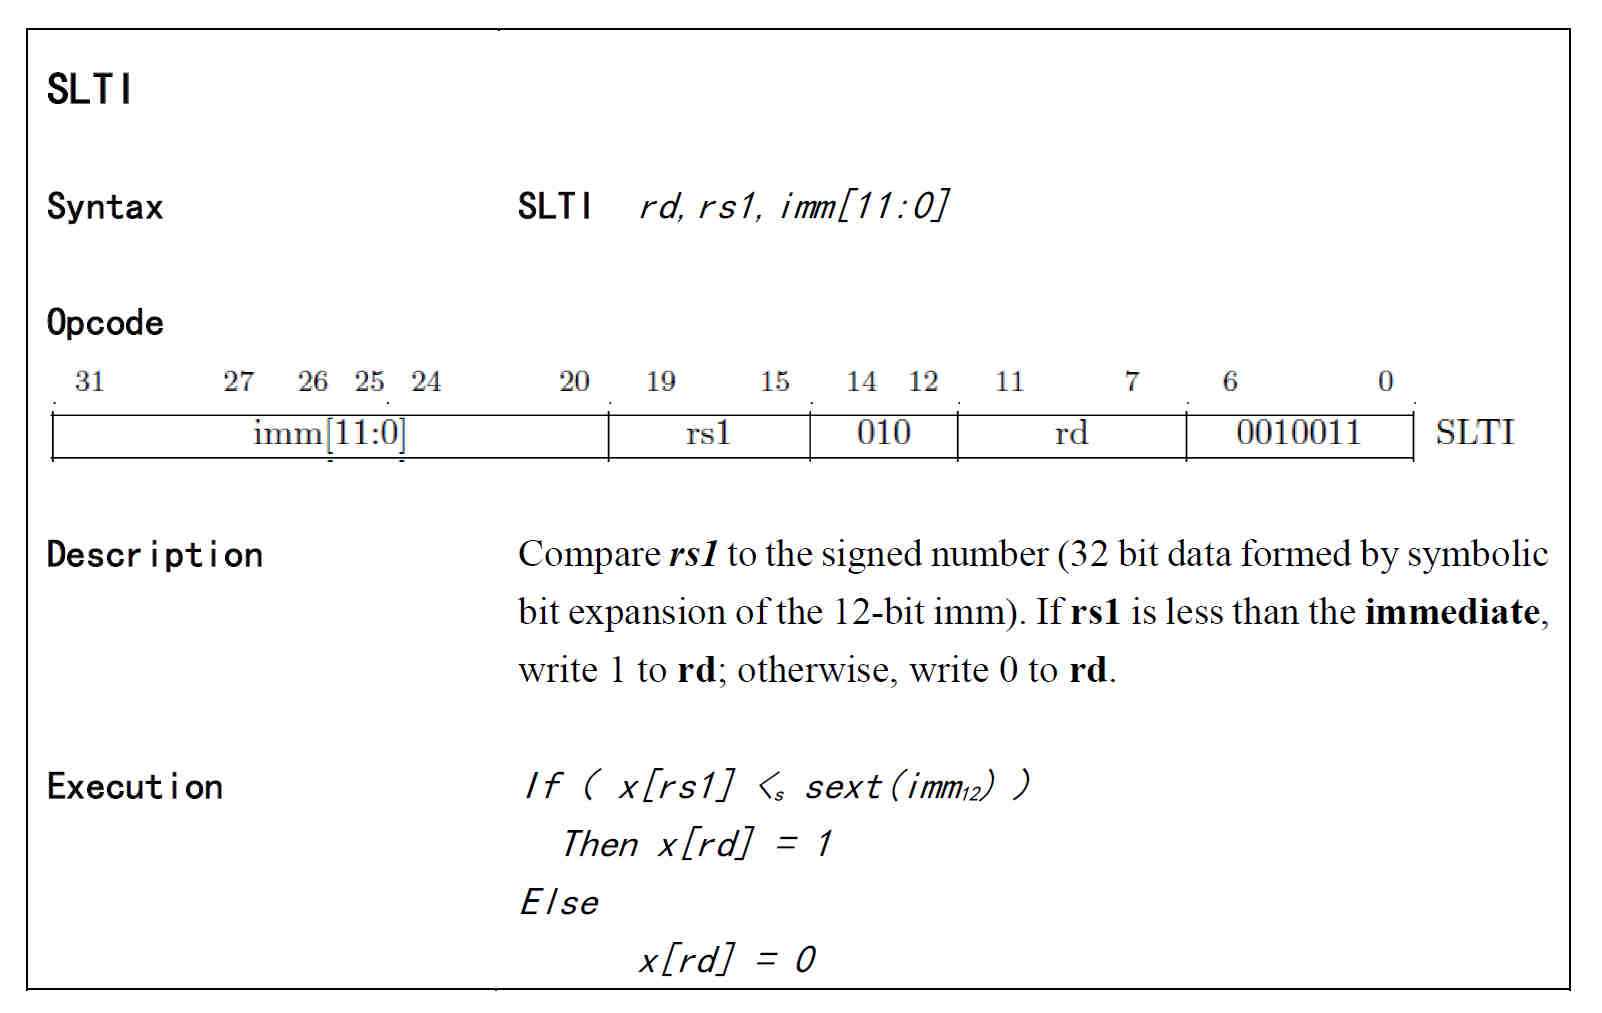 SLTI
Syntax SLTI rd, rs1, imm[11:0]
Opcode
31 27 26 25 24 20 19 15 14 12 11 7 6 0
imm[11:0] rs1 010 rd 0010011 SLTI
Description Compare rs1 to the signed number (32 bit data formed by symbolic
bit expansion of the 12-bit imm). If rs1 is less than the immediate,
write 1 to rd; otherwise, write 0 to rd.
Execution If ( x[rs1] <s sext(imm12) )
Then x[rd] = 1
Else
x[rd] = 0